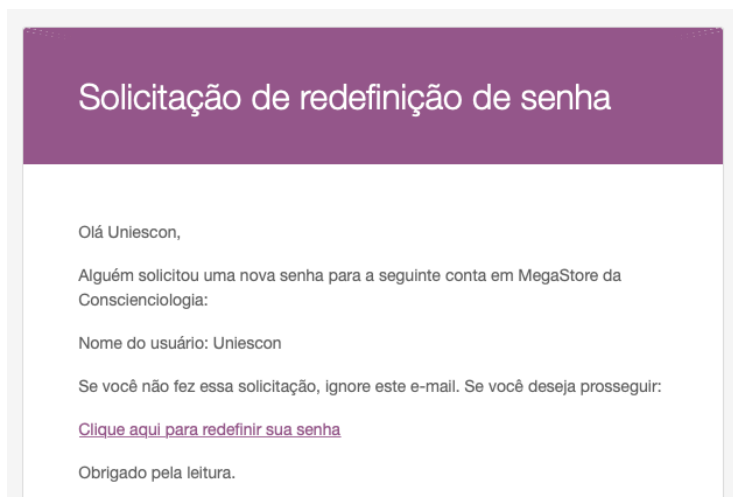 Solicitação de redefinição de senha
Olá Uniescon,
Alguém solicitou uma nova senha para a seguinte conta em MegaStore da
Conscienciologia:
Nome do usuário: Uniescon
Se você não fez essa solicitação, ignore este e-mail. Se você deseja prosseguir:
Clique aqui para redefinir sua senha
Obrigado pela leitura.